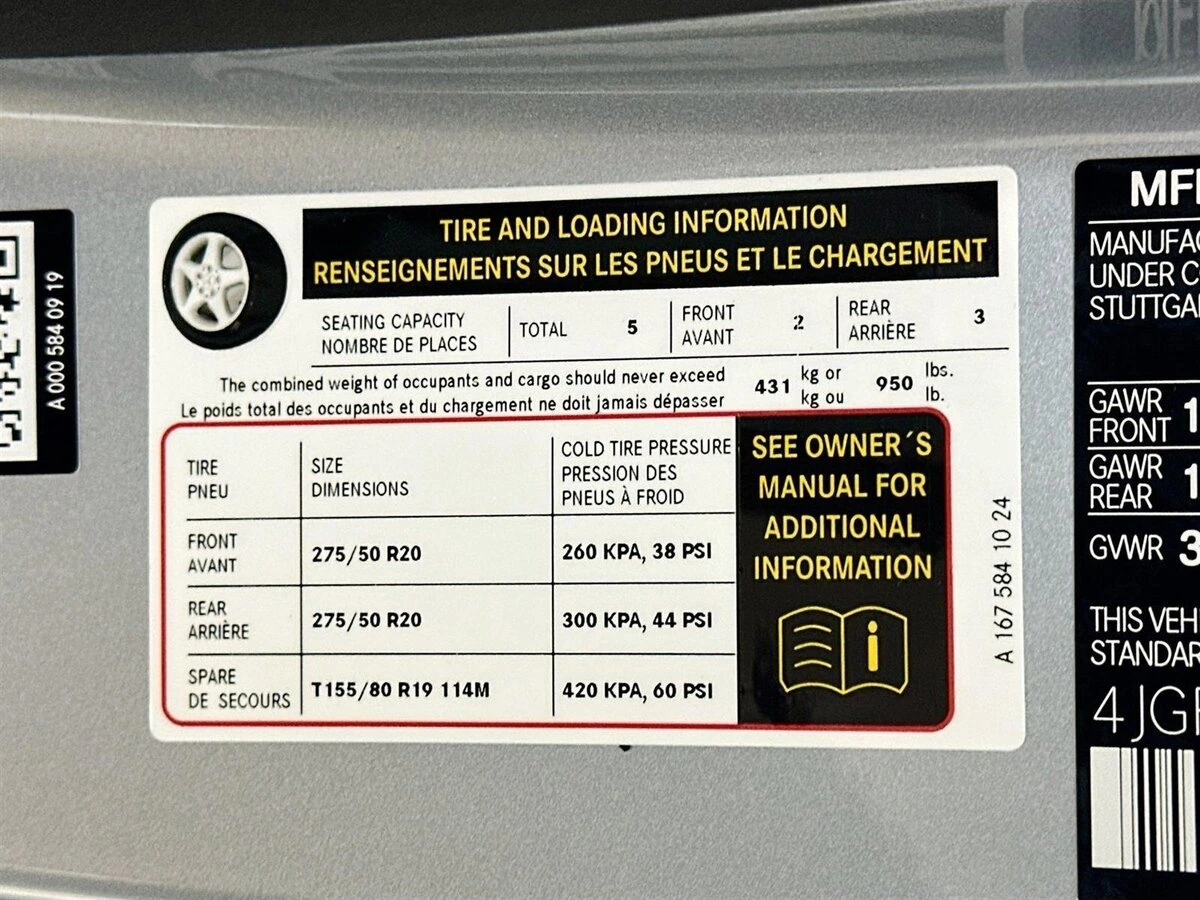 TIRE AND LOADING INFORMATION
RENSEIGNEMENTS SUR LES PNEUS ET LE CHARGEMENT
SEATING CAPACITY
NOMBRE DE PLACES
TOTAL 5
FRONT
AVANT
2
REAR
ARRIÈRE
3
The combined weight of occupants and cargo should never exceed
Le poids total des occupants et du chargement ne doit jamais dépasser
431 kg or
kg ou
950 lbs.
lb.
TIRE
PNEU
SIZE
DIMENSIONS
COLD TIRE PRESSURE
PRESSION DES
PNEUS À FROID
FRONT
AVANT
275/50 R20
260 KPA, 38 PSI
REAR
ARRIÈRE
275/50 R20
300 KPA, 44 PSI
SPARE
DE SECOURS
T155/80 R19 114M
420 KPA, 60 PSI
SEE OWNER´S
MANUAL FOR
ADDITIONAL
INFORMATION
A 167 584 10 24
A 000 584 09 19
UNDER
GAWR
FRONT 1
GAWR
REAR 1
GVWR 3
THIS